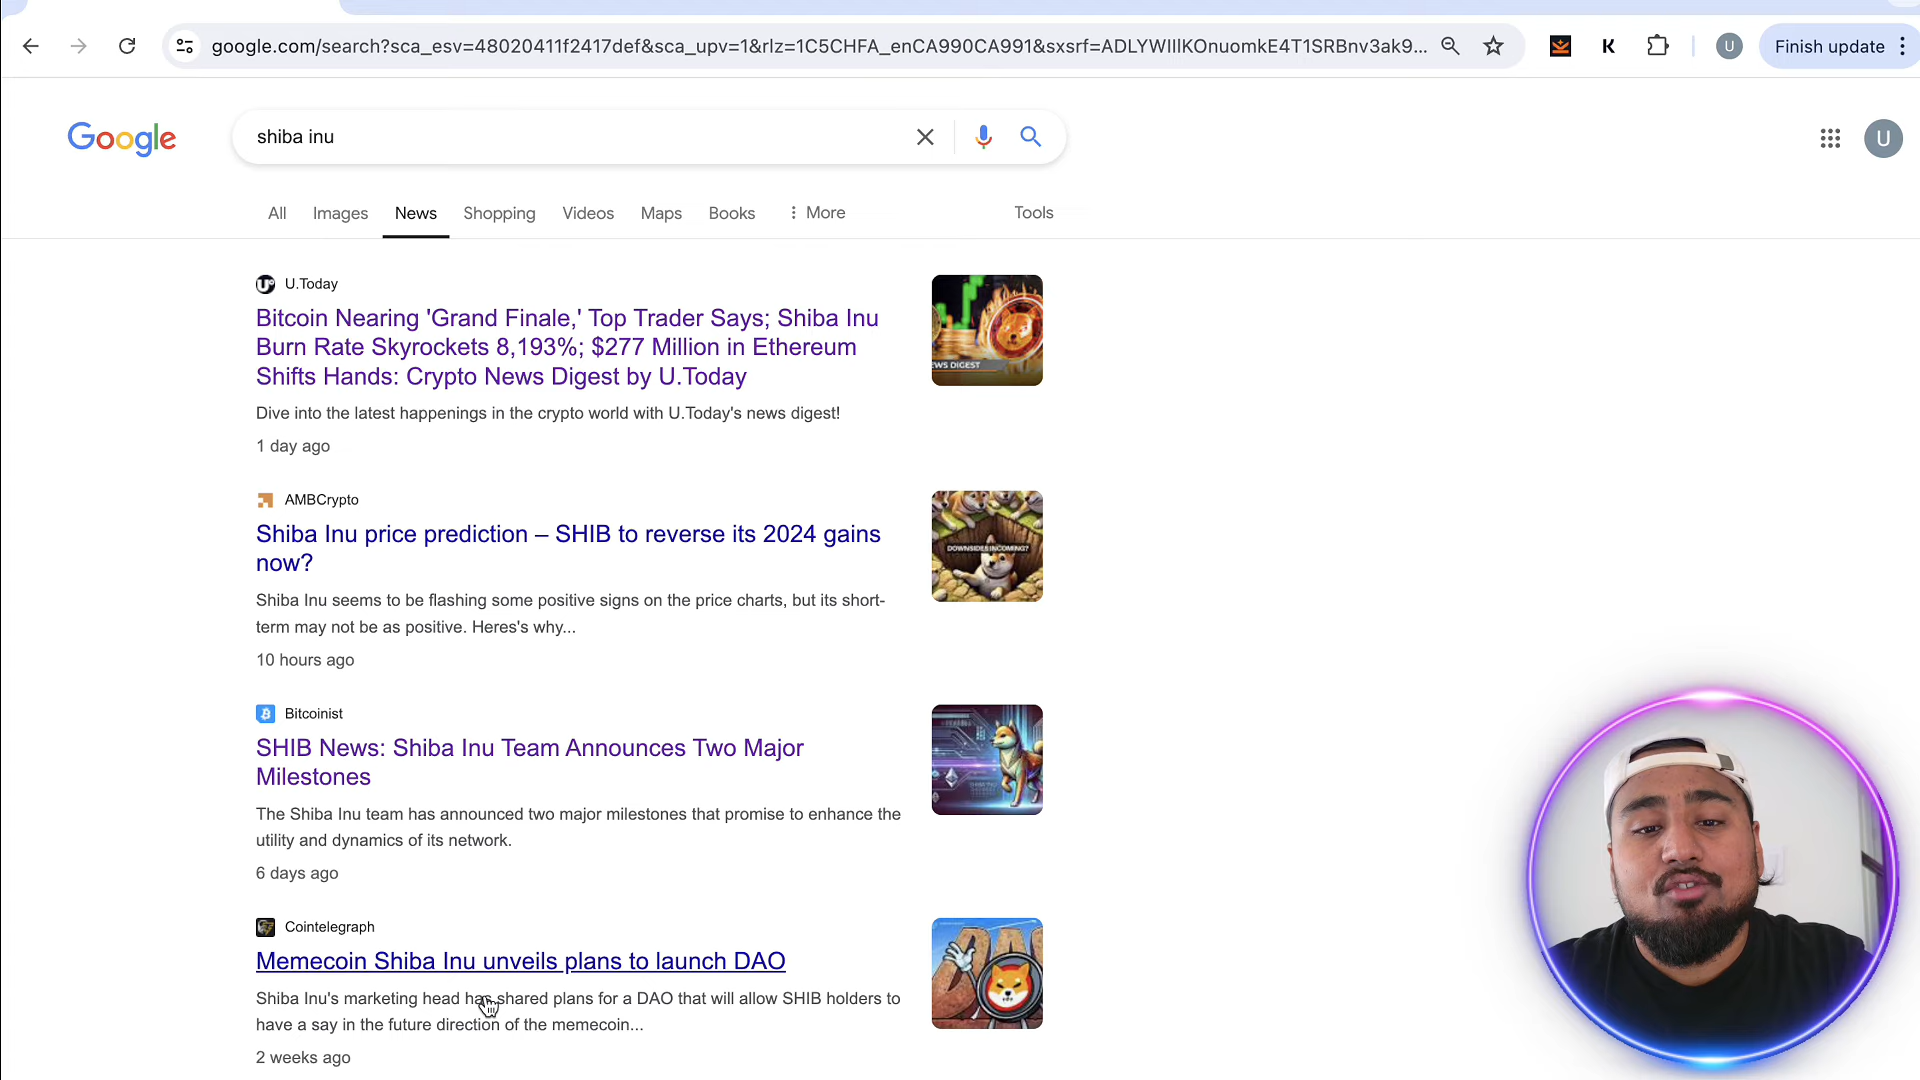 google.com/search?sca_esv=48020411f2417def&sca_upv=1&rlz=1C5CHFA_enCA990CA991&sxsrf=ADLYWIIlKOnuomkE4T1SRBnv3ak9...
K
U
Finish update
Google
shiba inu
U
All
Images
News
Shopping
Videos
Maps
Books
More
Tools
U.Today
Bitcoin Nearing 'Grand Finale,' Top Trader Says; Shiba Inu
Burn Rate Skyrockets 8,193%; $277 Million in Ethereum
Shifts Hands: Crypto News Digest by U.Today
Dive into the latest happenings in the crypto world with U.Today's news digest!
1 day ago
EWS DIGEST
AMBCrypto
Shiba Inu price prediction – SHIB to reverse its 2024 gains
now?
Shiba Inu seems to be flashing some positive signs on the price charts, but its short-
term may not be as positive. Heres's why...
10 hours ago
DOWNSIDES INCOMING?
Bitcoinist
SHIB News: Shiba Inu Team Announces Two Major
Milestones
The Shiba Inu team has announced two major milestones that promise to enhance the
utility and dynamics of its network.
6 days ago
Cointelegraph
Memecoin Shiba Inu unveils plans to launch DAO
Shiba Inu's marketing head has shared plans for a DAO that will allow SHIB holders to
have a say in the future direction of the memecoin...
2 weeks ago
DAO